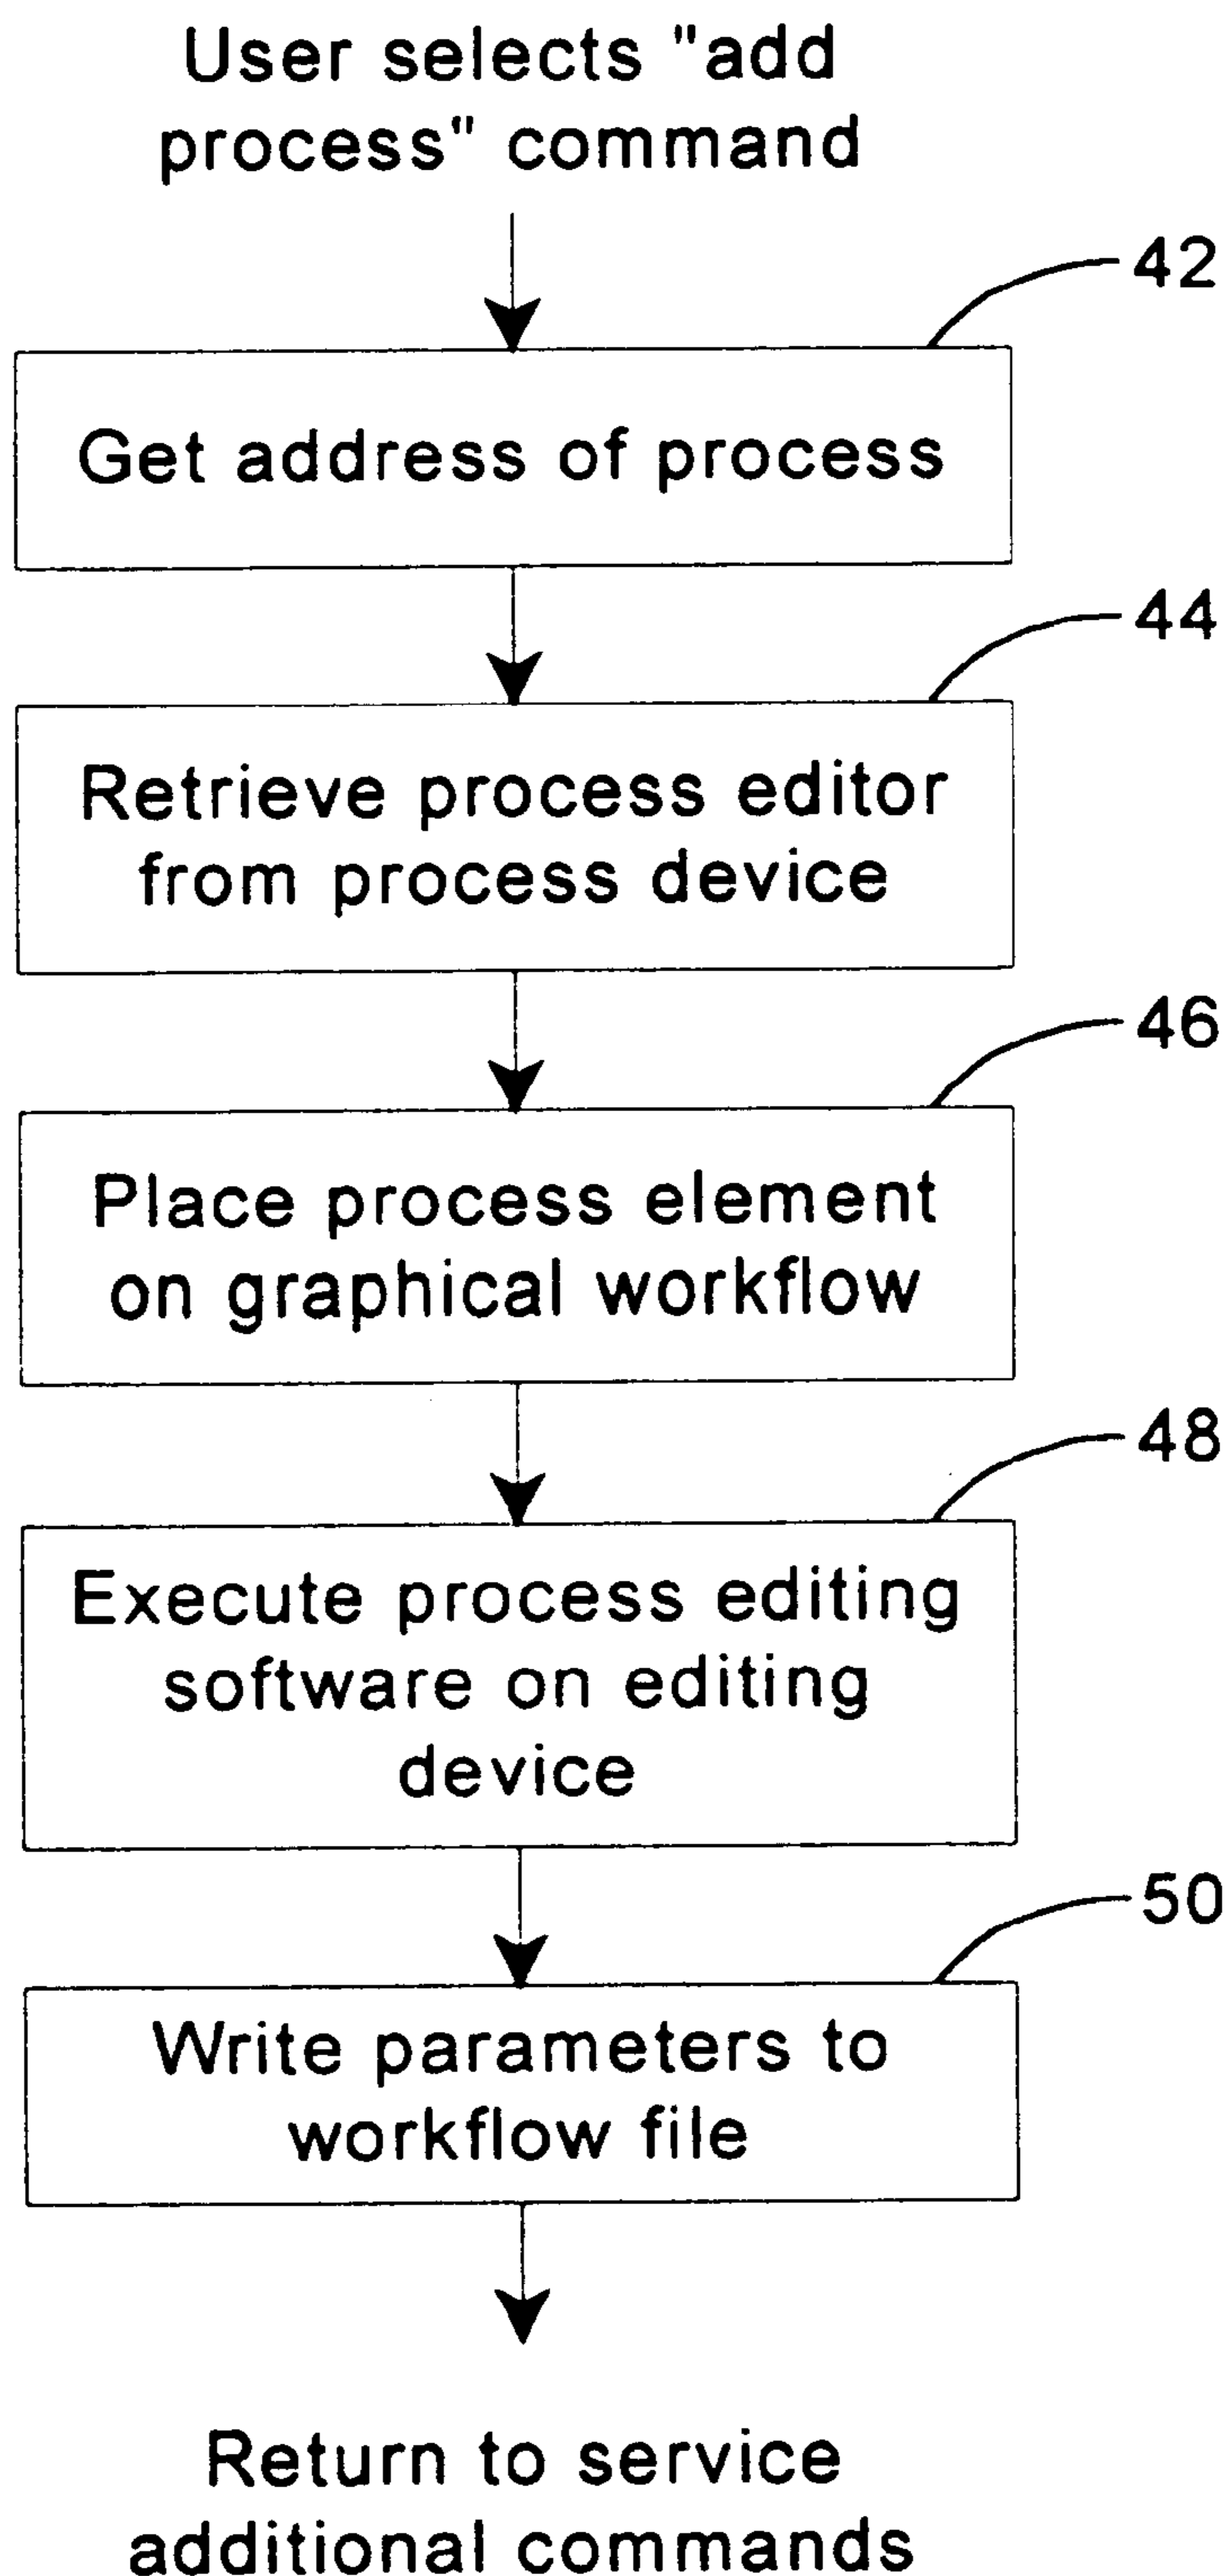 User selects "add
process" command
42
Get address of process
44
Retrieve process editor
from process device
46
Place process element
on graphical workflow
48
Execute process editing
software on editing
device
50
Write parameters to
workflow file
Return to service
additional commands